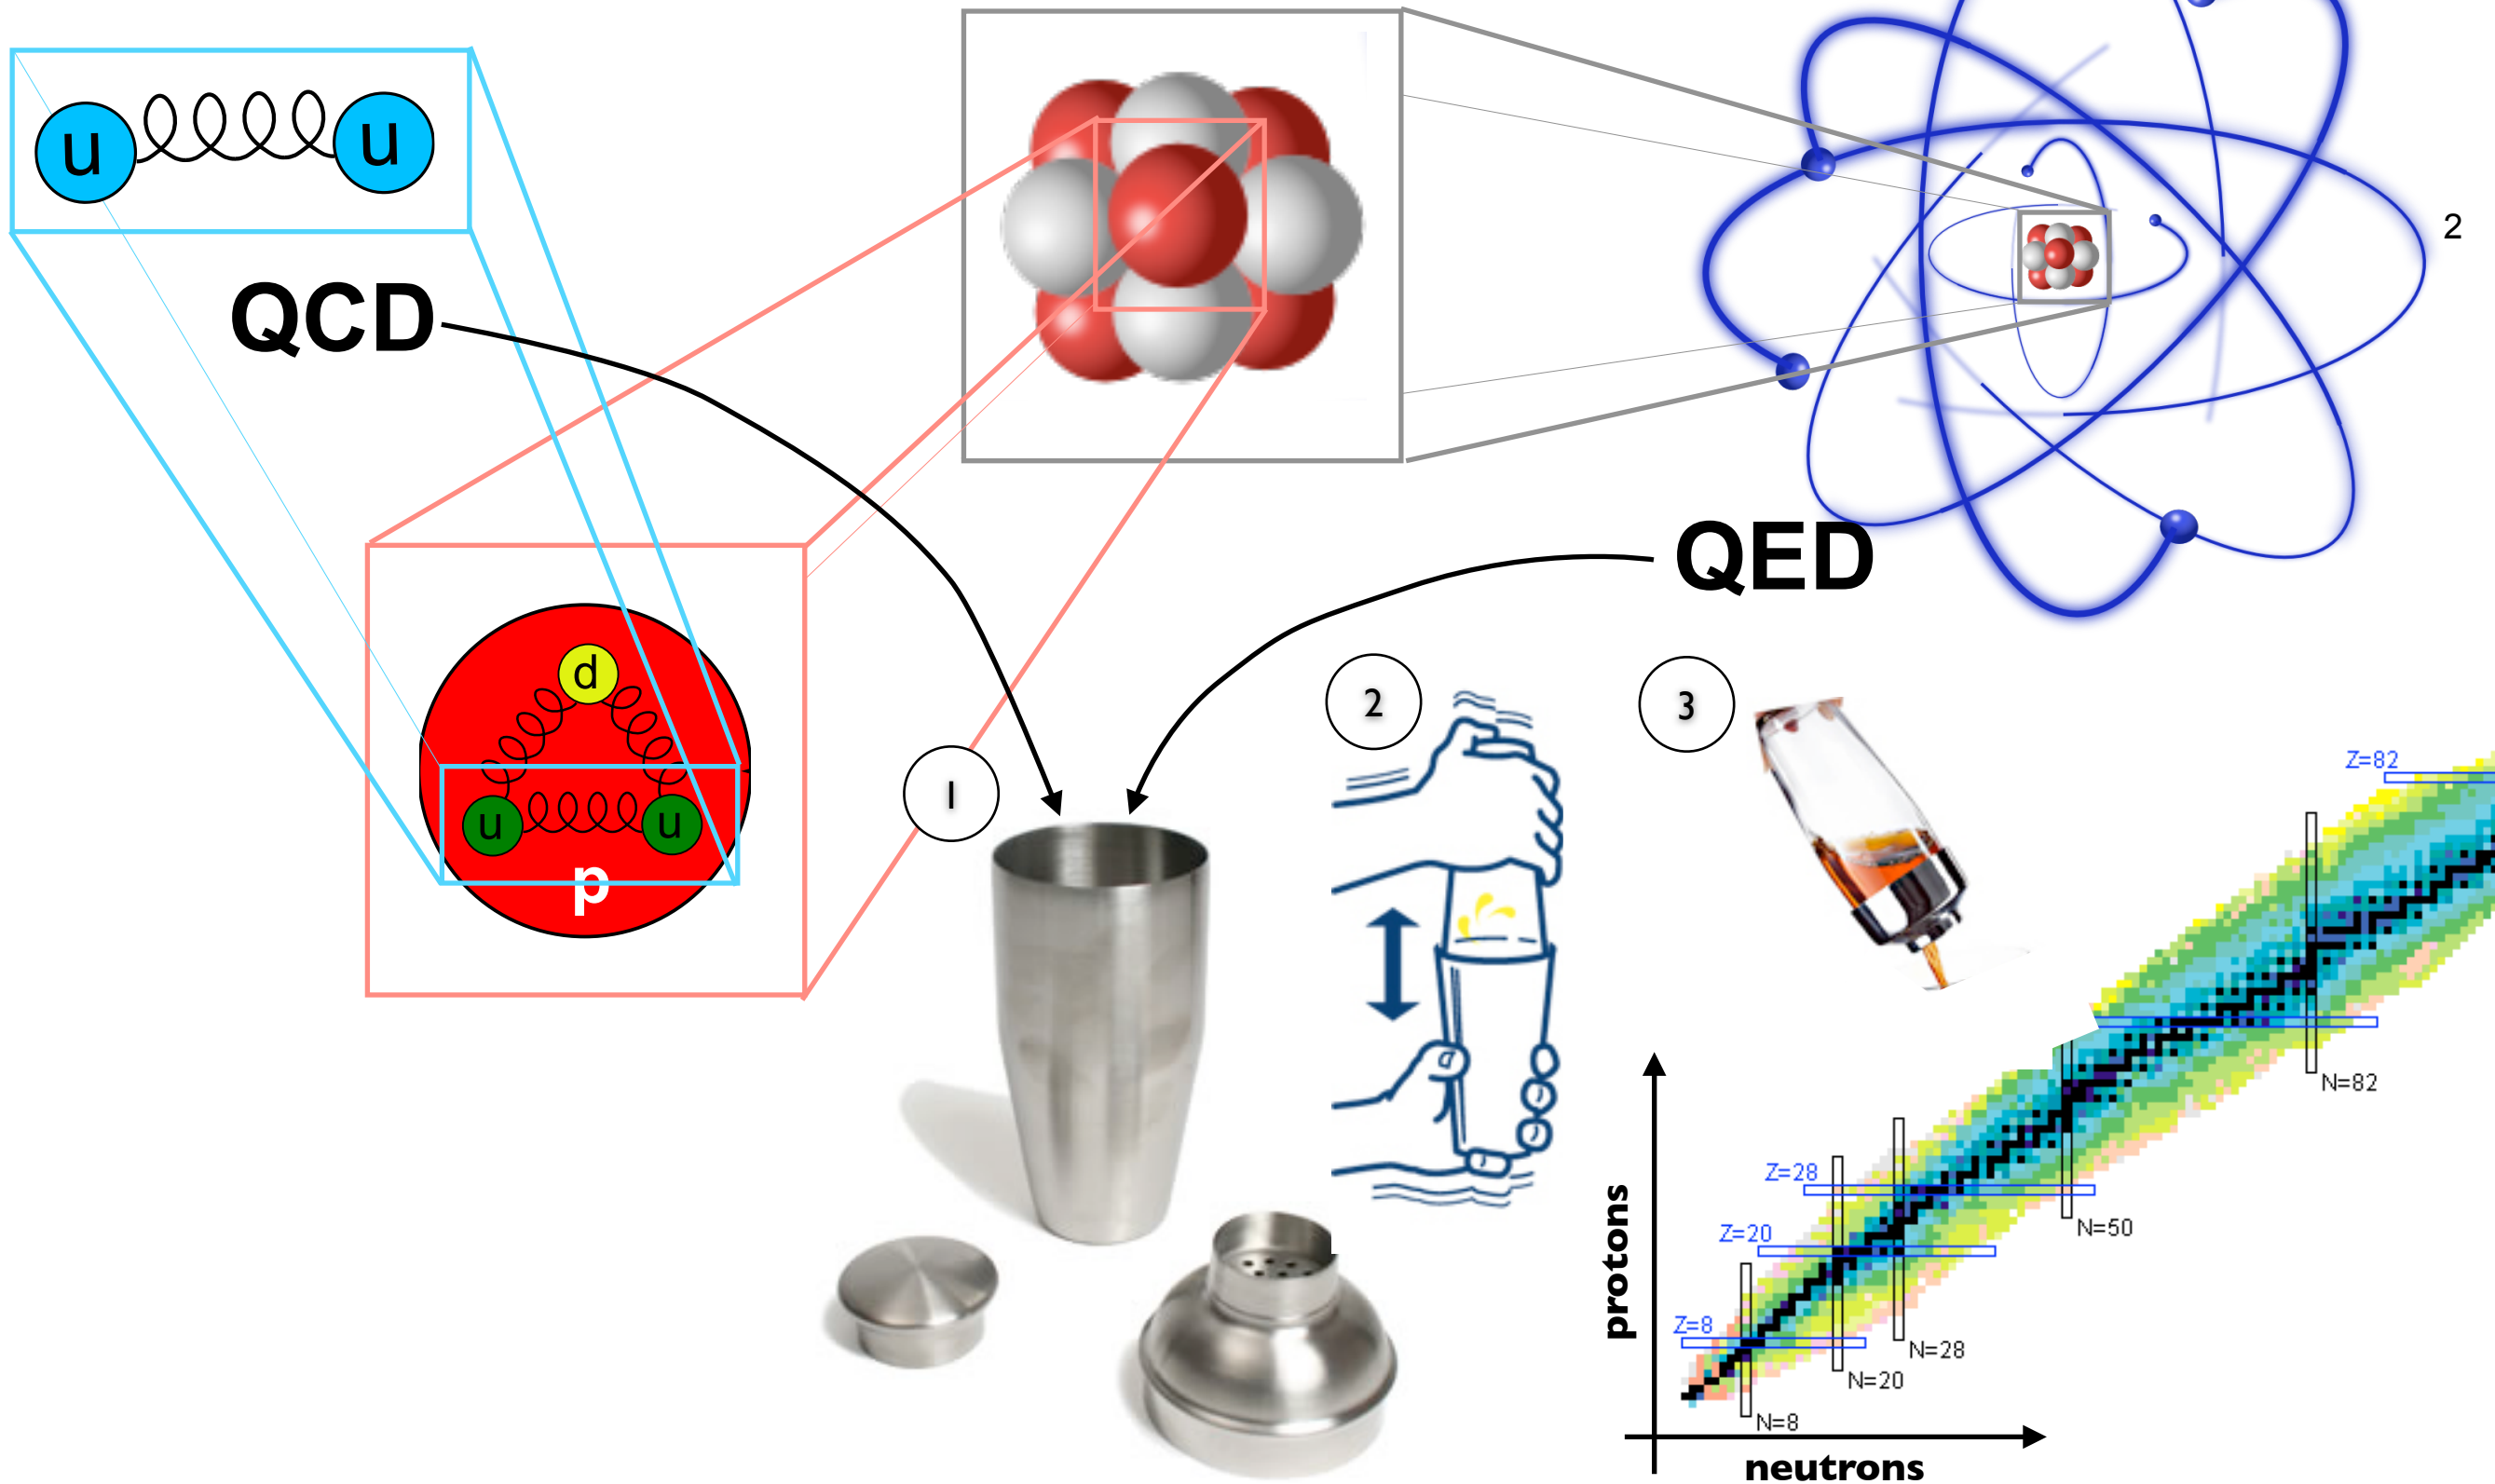 u u
2
QCD
QED
d
u u
p
1
2
3
Z=82
N=82
Z=28
N=50
Z=20
Z=8
N=28
N=20
N=8
protons
neutrons